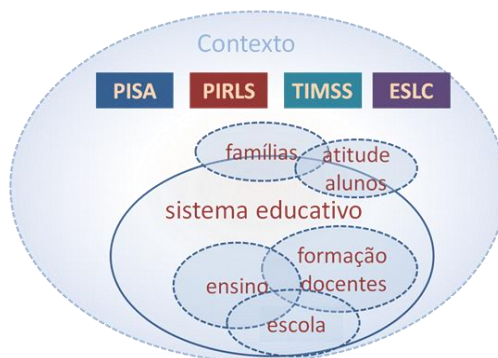 Contexto
PISA PIRLS TIMSS ESLC
famílias
atitude
alunos
sistema educativo
formação
docentes
ensino
escola